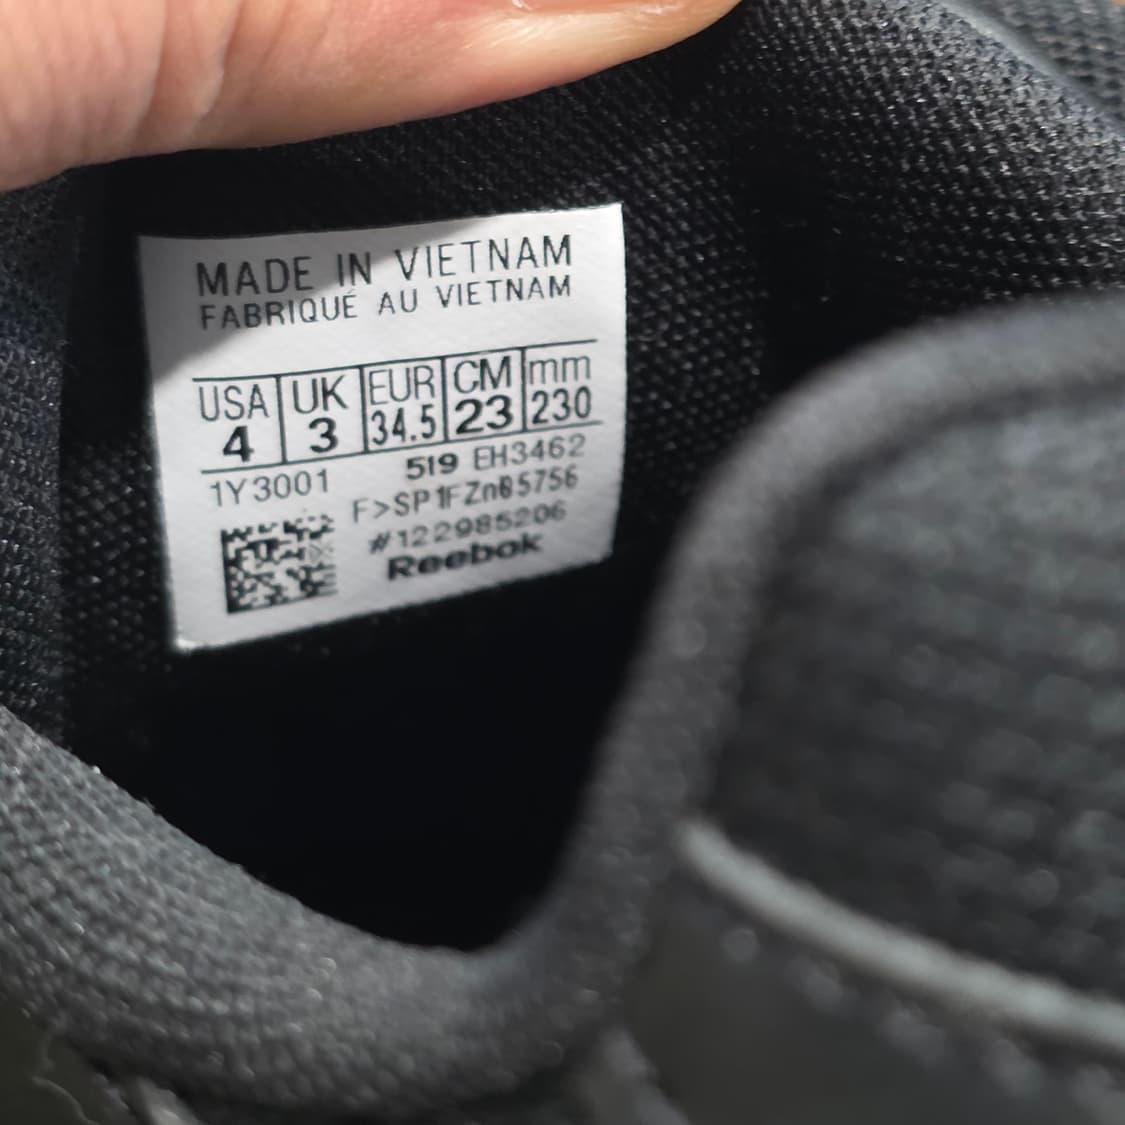 MADE IN VIETNAM
FABRIQUÉ AU VIETNAM
USA UK EUR CM mm
4 3 34.5 23 230
1Y3001 519 EH3462
F>SP1FZnB5756
#122985206
Reebok